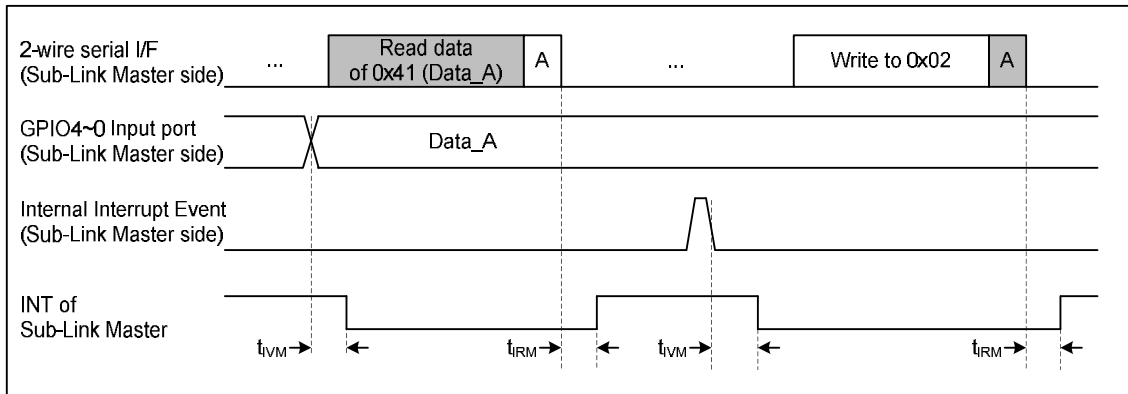 2-wire serial I/F
(Sub-Link Master side)
...
Read data
of 0x41 (Data_A)
A
...
Write to 0x02
A
GPIO4~0 Input port
(Sub-Link Master side)
Data_A
Internal Interrupt Event
(Sub-Link Master side)
INT of
Sub-Link Master
tIVM
tIRM
tIVM
tIRM